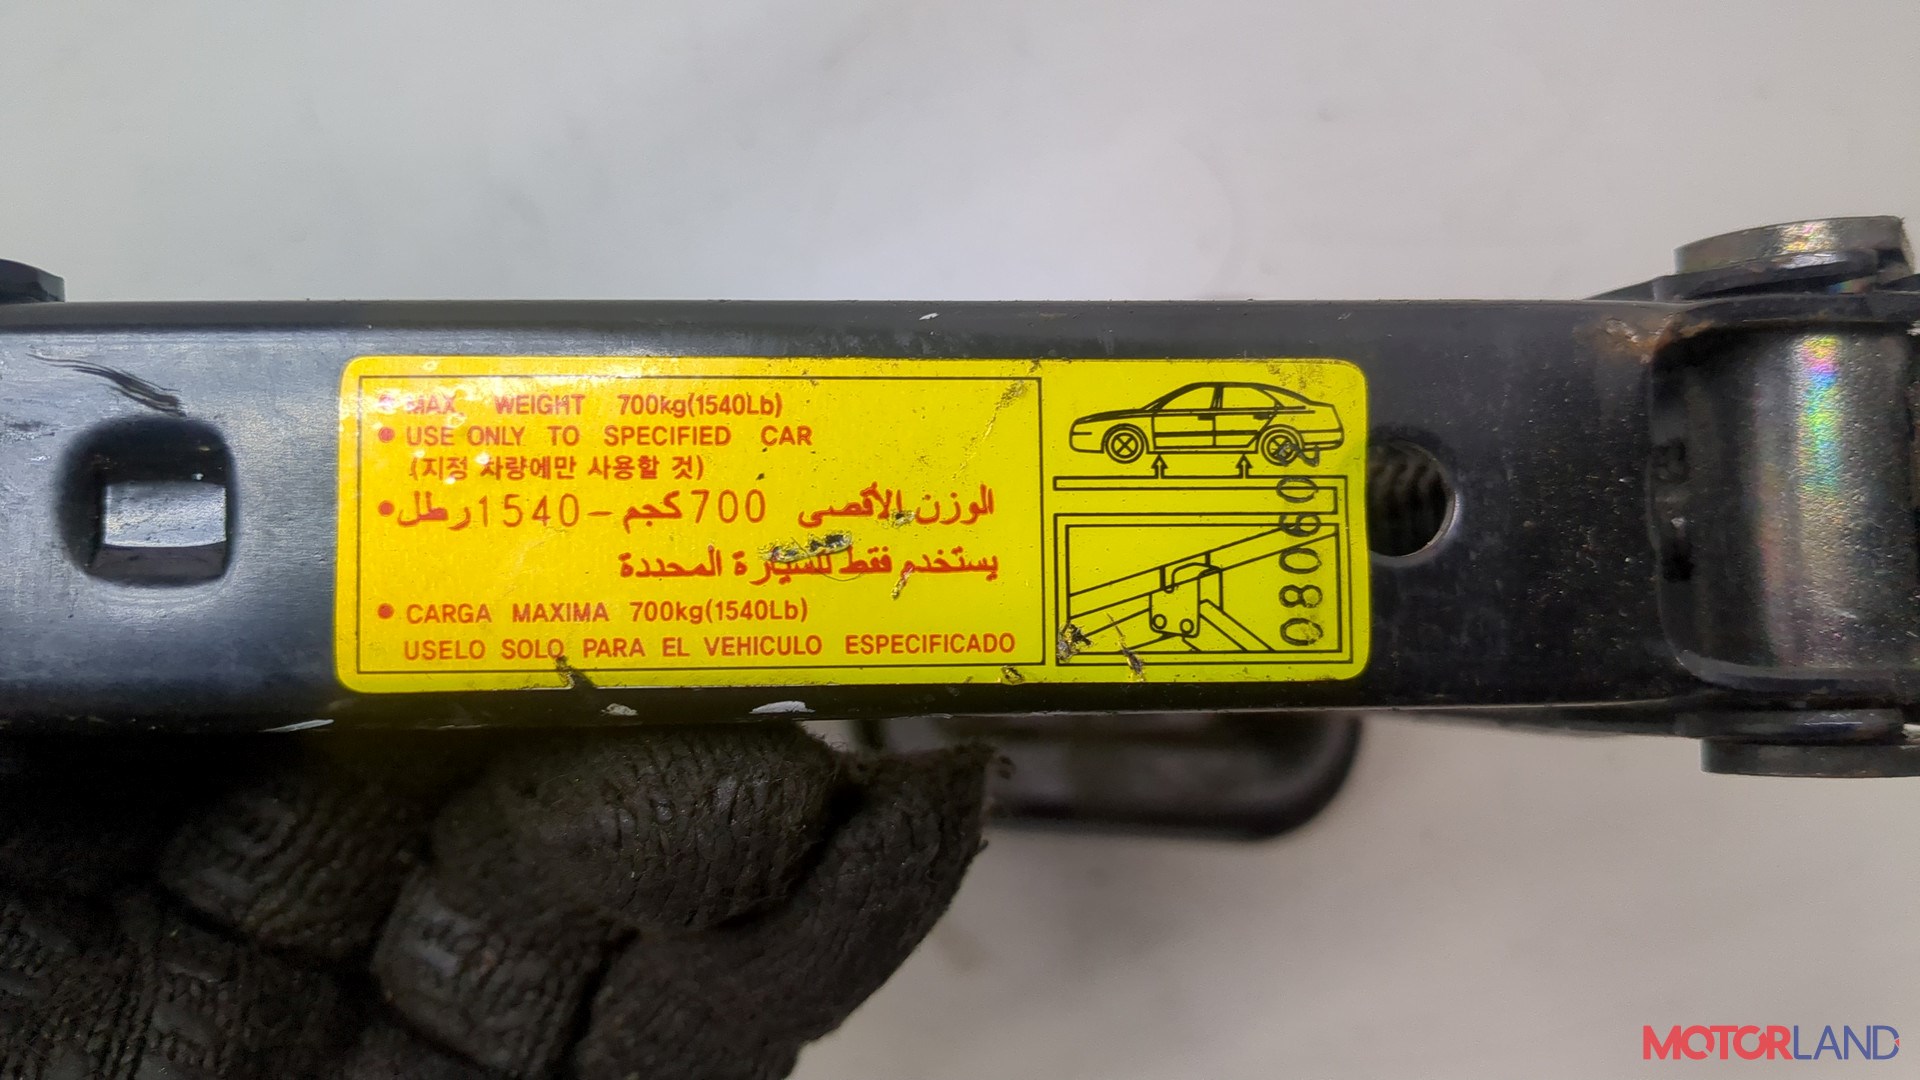 • MAX. WEIGHT 700kg(1540Lb)
• USE ONLY TO SPECIFIED CAR
(지정 차량에만 사용할 것)
• الوزن الأقصى 700 كجم – 1540 رطل
يستخدم فقط للسيارة المحددة
• CARGA MAXIMA 700kg(1540Lb)
USELO SOLO PARA EL VEHICULO ESPECIFICADO
080602
MOTORLAND